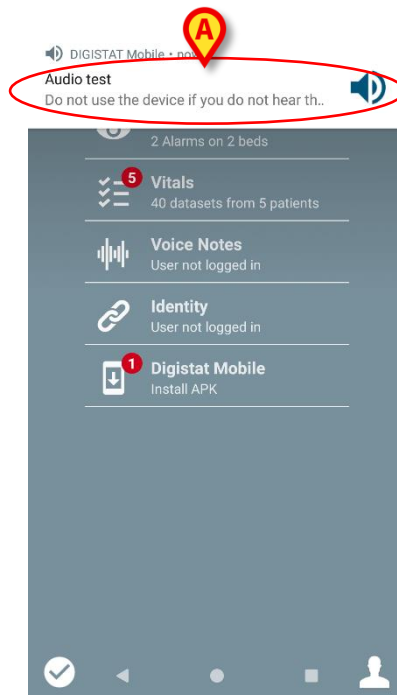 A
DIGISTAT Mobile • now
Audio test
Do not use the device if you do not hear th..
2 Alarms on 2 beds
5
Vitals
40 datasets from 5 patients
Voice Notes
User not logged in
Identity
User not logged in
1
Digistat Mobile
Install APK